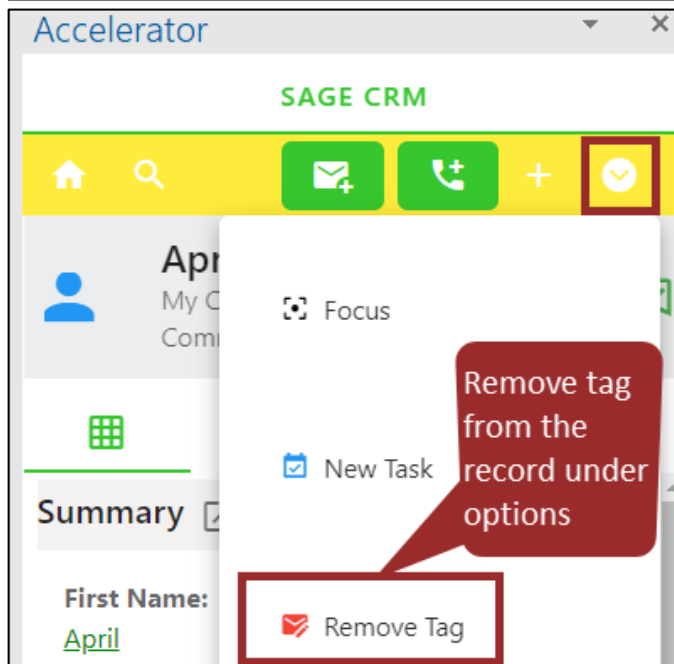 Accelerator
SAGE CRM
Apr
My C
Com
Focus
Remove tag
from the
record under
options
New Task
Summary
First Name:
April
Remove Tag